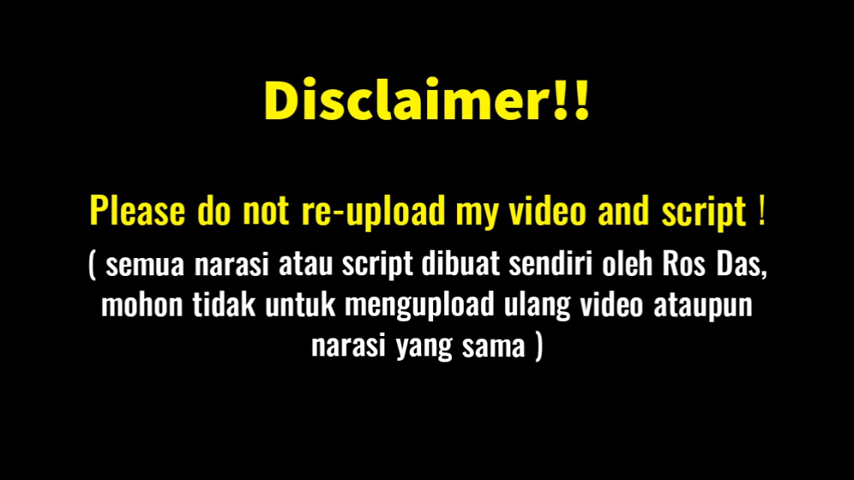 Disclaimer!!
Please do not re-upload my video and script !
( semua narasi atau script dibuat sendiri oleh Ros Das,
mohon tidak untuk mengupload ulang video ataupun
narasi yang sama )